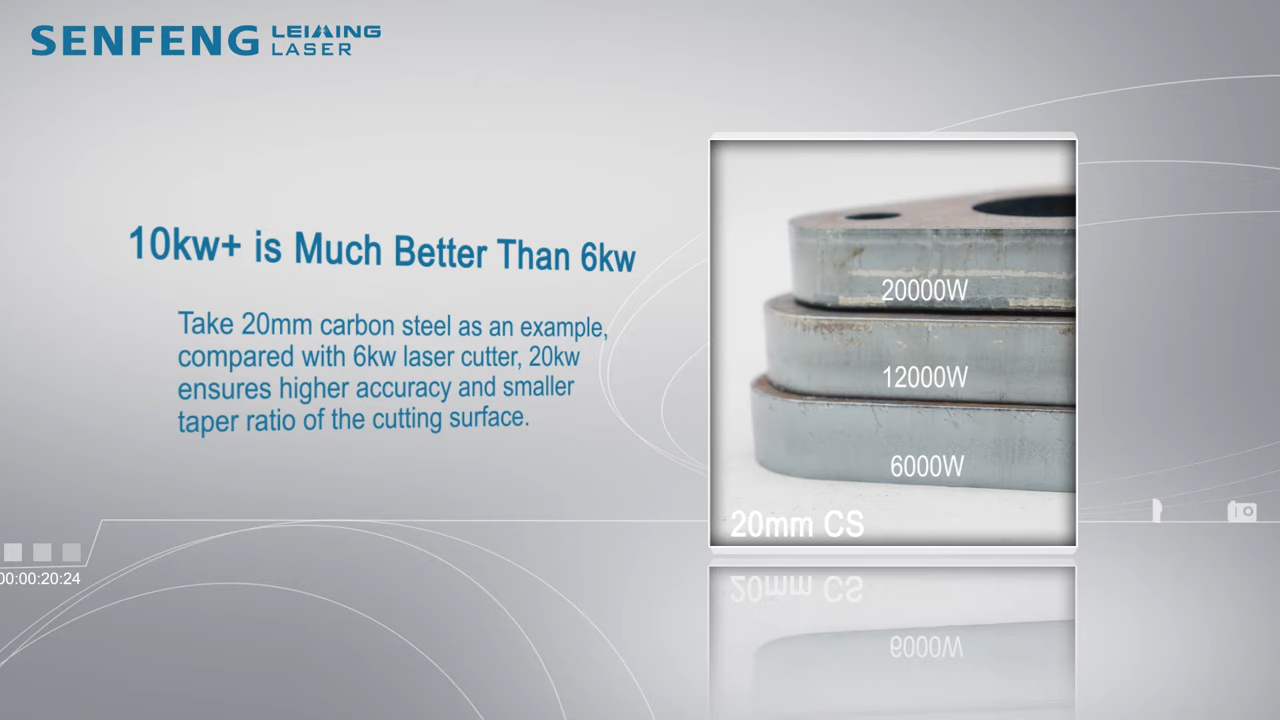 SENFENG LEIMING
LASER
10kw+ is Much Better Than 6kw
Take 20mm carbon steel as an example,
compared with 6kw laser cutter, 20kw
ensures higher accuracy and smaller
taper ratio of the cutting surface.
20000W
12000W
6000W
20mm CS
00:00:20:24
20mm CS
6000W